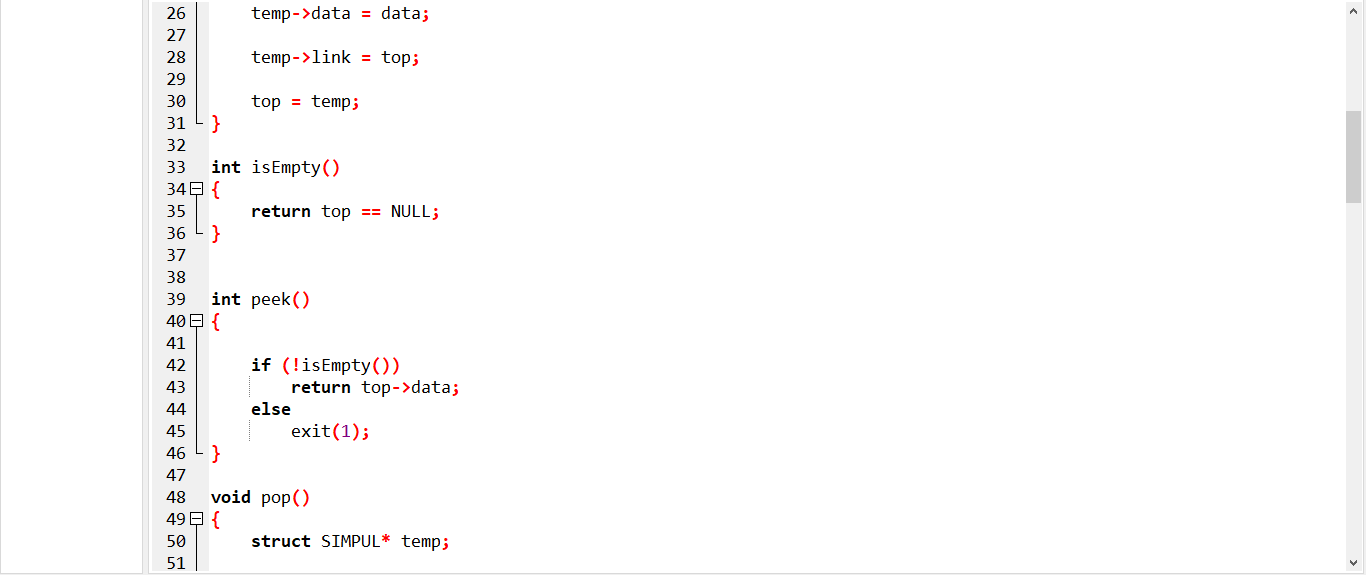 26 temp->data = data;
27
28 temp->link = top;
29
30 top = temp;
31 }
32
33 int isEmpty()
34 {
35 return top == NULL;
36 }
37
38
39 int peek()
40 {
41
42 if (!isEmpty())
43 return top->data;
44 else
45 exit(1);
46 }
47
48 void pop()
49 {
50 struct SIMPUL* temp;
51